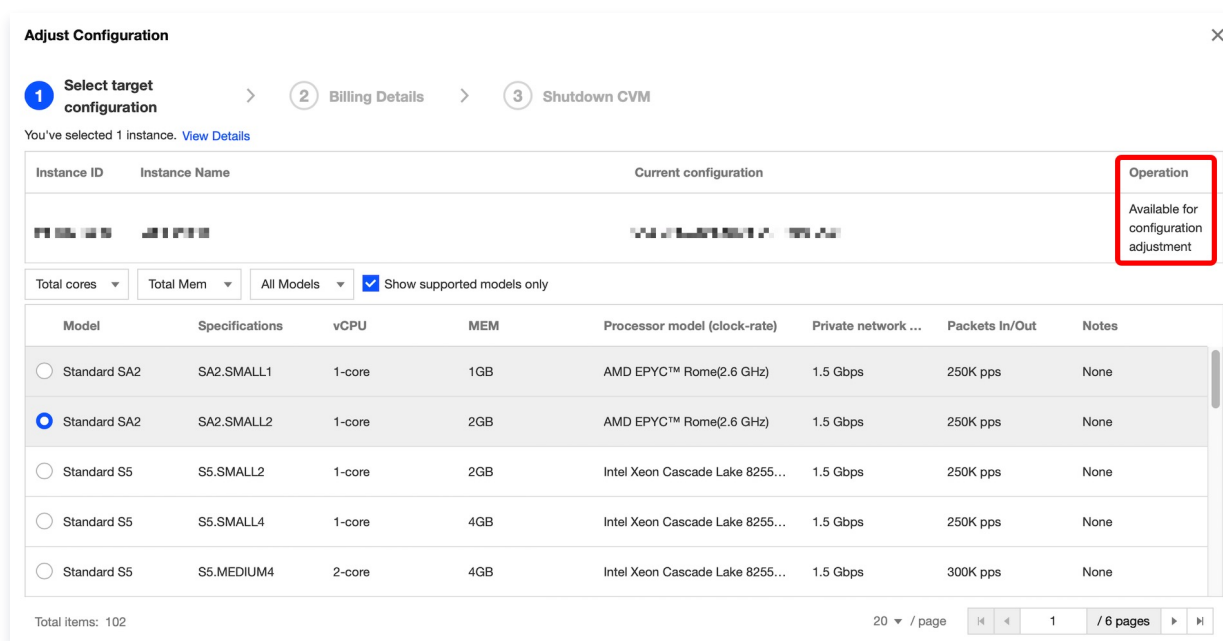 Adjust Configuration
1 Select target configuration > 2 Billing Details > 3 Shutdown CVM
You've selected 1 instance. View Details
Instance ID Instance Name Current configuration Operation
Available for
configuration
adjustment
Total cores Total Mem All Models Show supported models only
Model Specifications vCPU MEM Processor model (clock-rate) Private network ... Packets In/Out Notes
Standard SA2 SA2.SMALL1 1-core 1GB AMD EPYC™ Rome(2.6 GHz) 1.5 Gbps 250K pps None
Standard SA2 SA2.SMALL2 1-core 2GB AMD EPYC™ Rome(2.6 GHz) 1.5 Gbps 250K pps None
Standard S5 S5.SMALL2 1-core 2GB Intel Xeon Cascade Lake 8255... 1.5 Gbps 250K pps None
Standard S5 S5.SMALL4 1-core 4GB Intel Xeon Cascade Lake 8255... 1.5 Gbps 250K pps None
Standard S5 S5.MEDIUM4 2-core 4GB Intel Xeon Cascade Lake 8255... 1.5 Gbps 300K pps None
Total items: 102 20 / page 1 / 6 pages